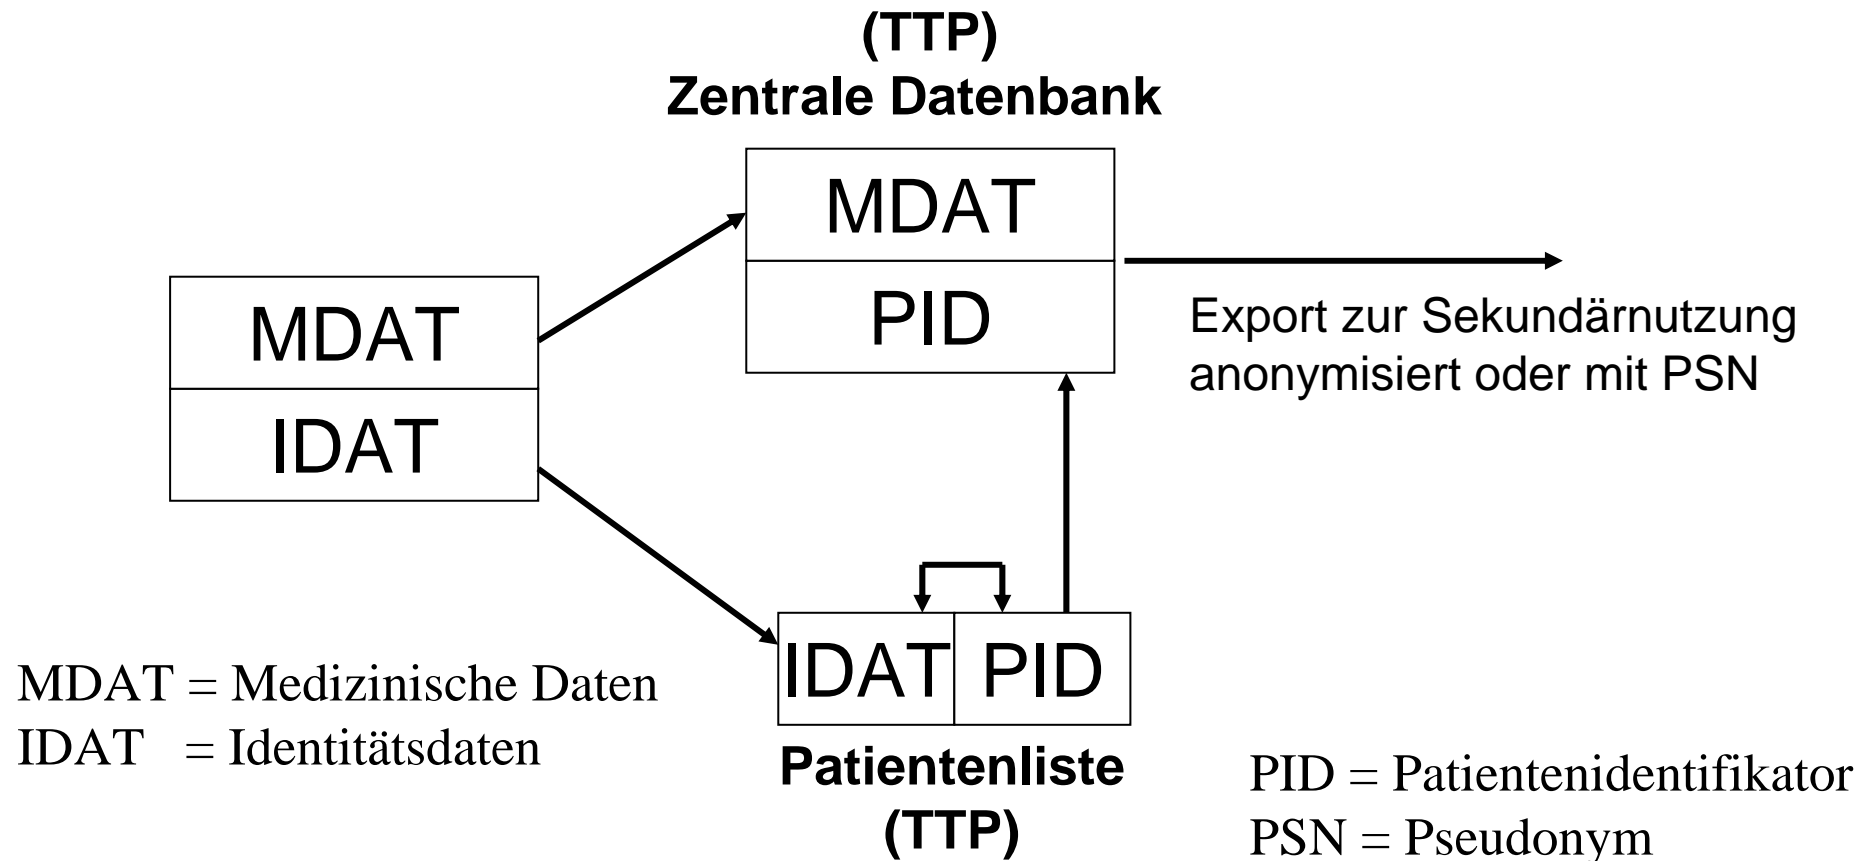 (TTP)
Zentrale Datenbank
MDAT
PID
MDAT
IDAT
Export zur Sekundärnutzung
anonymisiert oder mit PSN
IDAT PID
Patientenliste
(TTP)
MDAT = Medizinische Daten
IDAT = Identitätsdaten
PID = Patientenidentifikator
PSN = Pseudonym